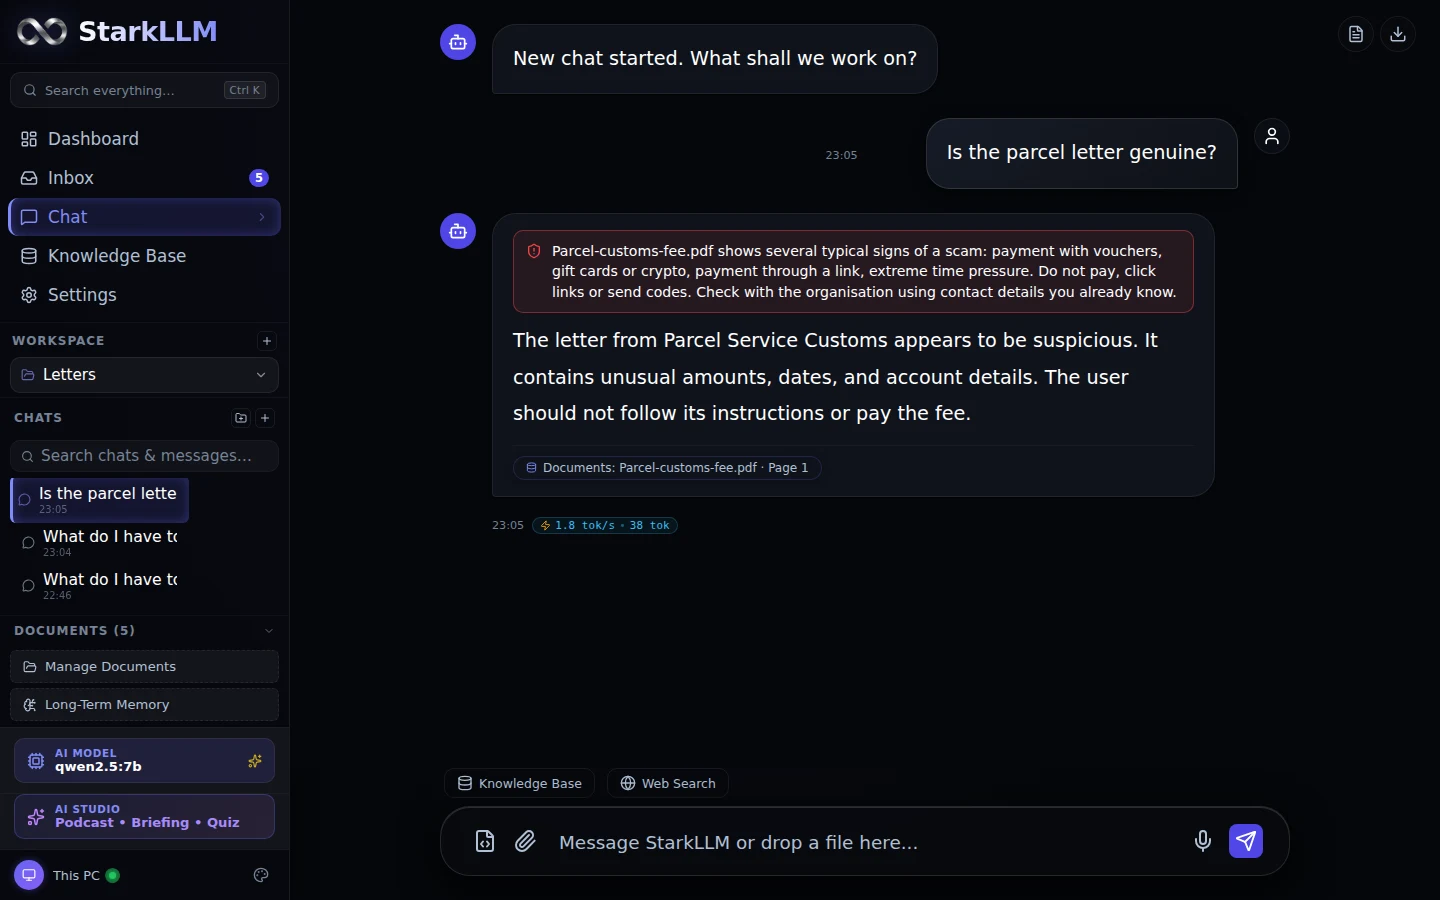 StarkLLM
Search everything...
Ctrl K
Dashboard
Inbox
5
Chat
Knowledge Base
Settings
WORKSPACE
Letters
CHATS
Search chats & messages...
Is the parcel lette
23:05
What do I have to
23:04
What do I have to
22:46
DOCUMENTS (5)
Manage Documents
Long-Term Memory
AI MODEL
qwen2.5:7b
AI STUDIO
Podcast • Briefing • Quiz
This PC
New chat started. What shall we work on?
23:05
Is the parcel letter genuine?
Parcel-customs-fee.pdf shows several typical signs of a scam: payment with vouchers,
gift cards or crypto, payment through a link, extreme time pressure. Do not pay, click
links or send codes. Check with the organisation using contact details you already know.
The letter from Parcel Service Customs appears to be suspicious. It
contains unusual amounts, dates, and account details. The user
should not follow its instructions or pay the fee.
Documents: Parcel-customs-fee.pdf · Page 1
23:05
1.8 tok/s • 38 tok
Knowledge Base
Web Search
Message StarkLLM or drop a file here...